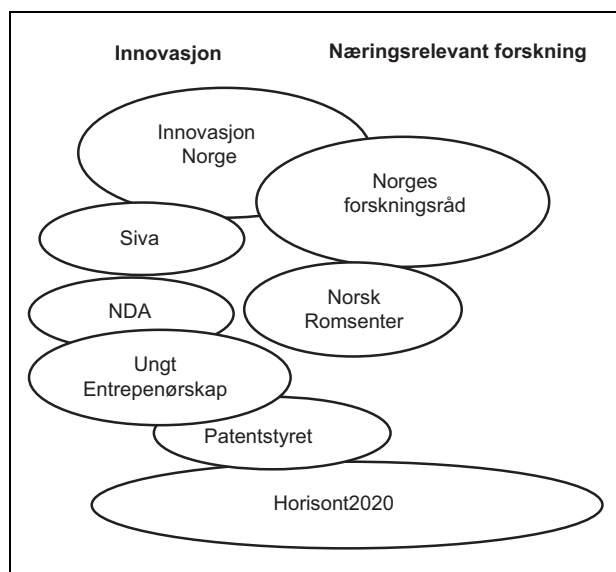 Innovasjon
Næringsrelevant forskning
Innovasjon
Norge
Norges
forskningsråd
Siva
NDA
Norsk
Romsenter
Ungt
Entrepenørskap
Patentstyret
Horisont2020